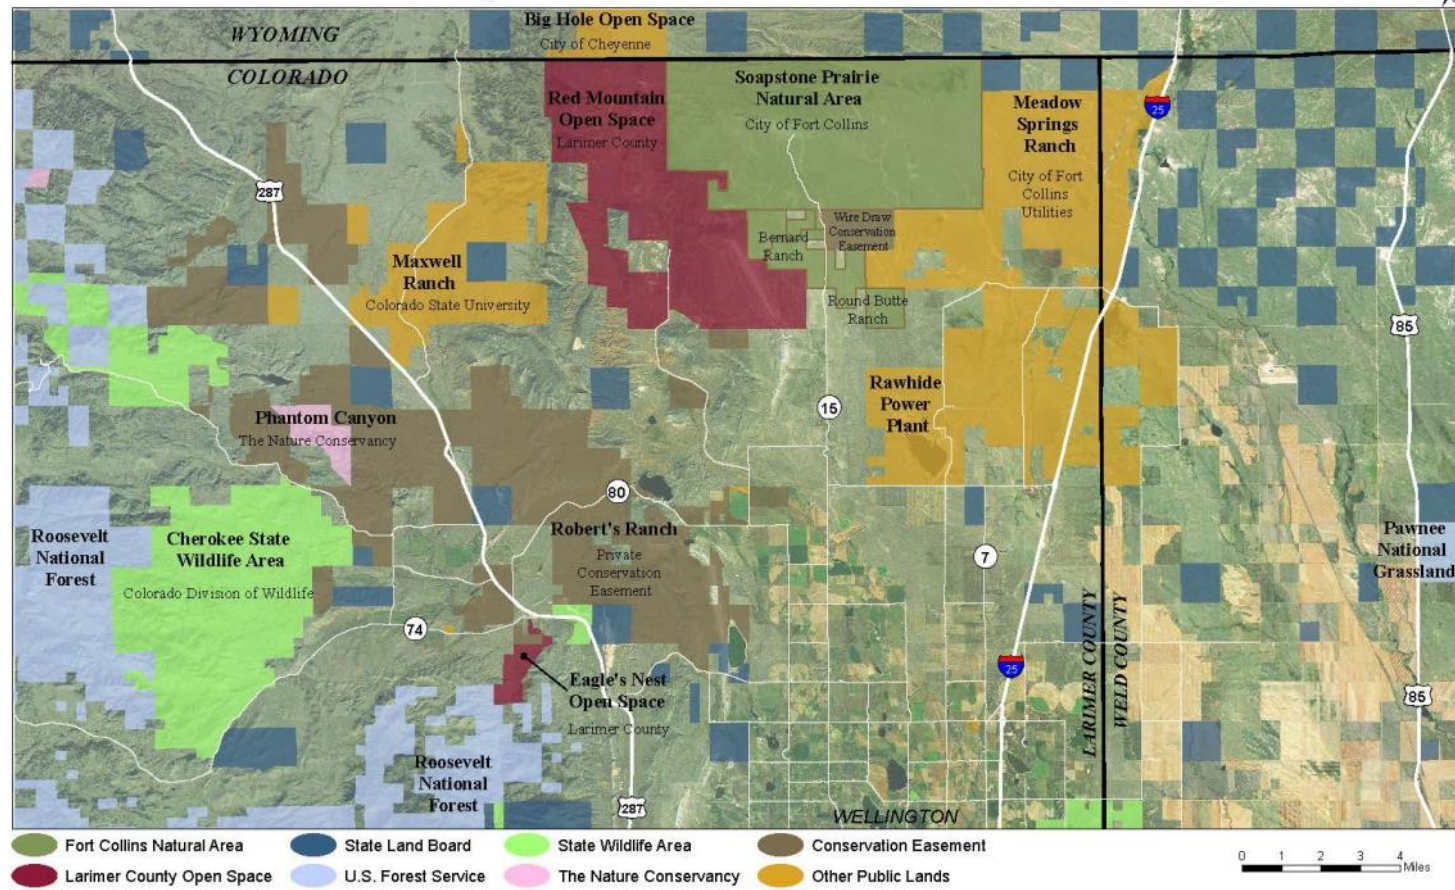 Big Hole Open Space
City of Cheyenne
WYOMING
COLORADO
Red Mountain
Open Space
Larimer County
Soapstone Prairie
Natural Area
City of Fort Collins
Meadow
Springs
Ranch
City of Fort
Collins
Utilities
25
287
Wire Draw
Conservation
Easement
Bernard
Ranch
Maxwell
Ranch
Colorado State University
Round Butte
Ranch
85
Rawhide
Power
Plant
15
Phantom Canyon
The Nature Conservancy
80
Robert's Ranch
Private
Conservation
Easement
Roosevelt
National
Forest
Cherokee State
Wildlife Area
Colorado Division of Wildlife
7
Pawnee
National
Grassland
74
LARIMER COUNTY
WELD COUNTY
25
Eagle's Nest
Open Space
Larimer County
85
Roosevelt
National
Forest
287
WELLINGTON
Fort Collins Natural Area
State Land Board
State Wildlife Area
Conservation Easement
Larimer County Open Space
U.S. Forest Service
The Nature Conservancy
Other Public Lands
0 1 2 3 4
Miles